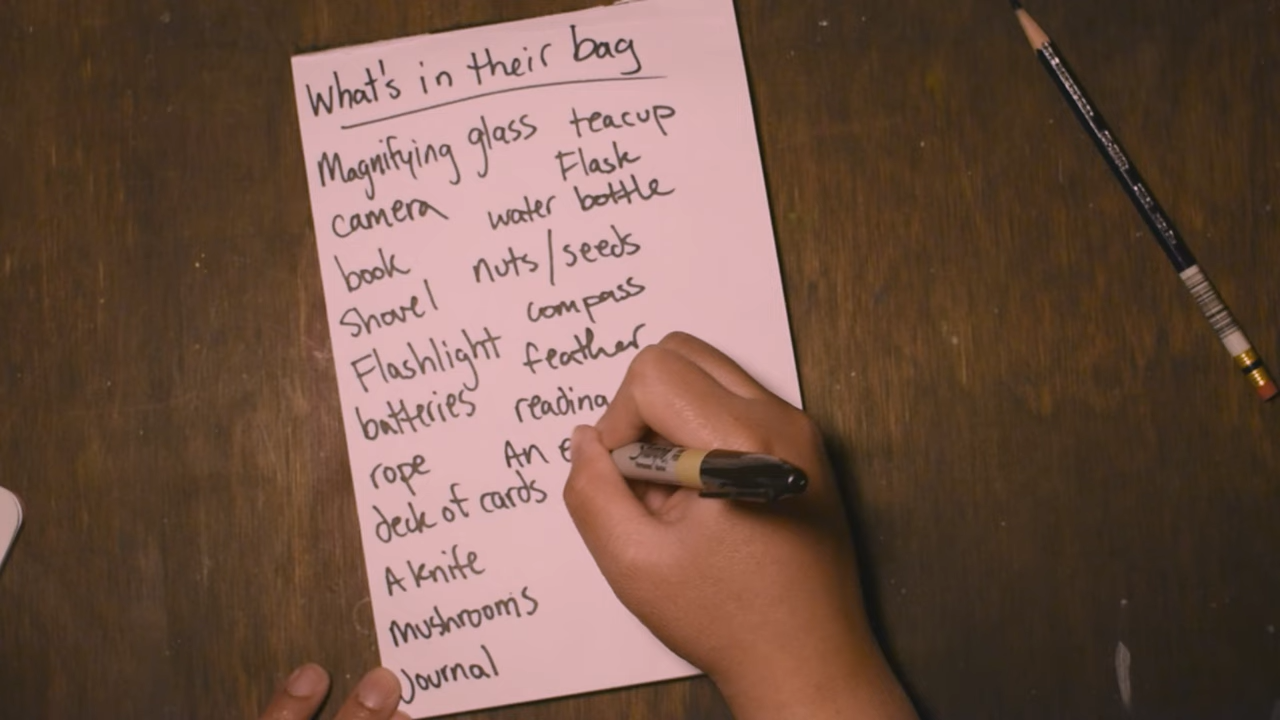 What's in their bag
Magnifying glass teacup
Flask
camera water bottle
book nuts/seeds
Shovel compass
Flashlight feather
batteries reading
rope An
deck of cards
A knife
mushrooms
Journal